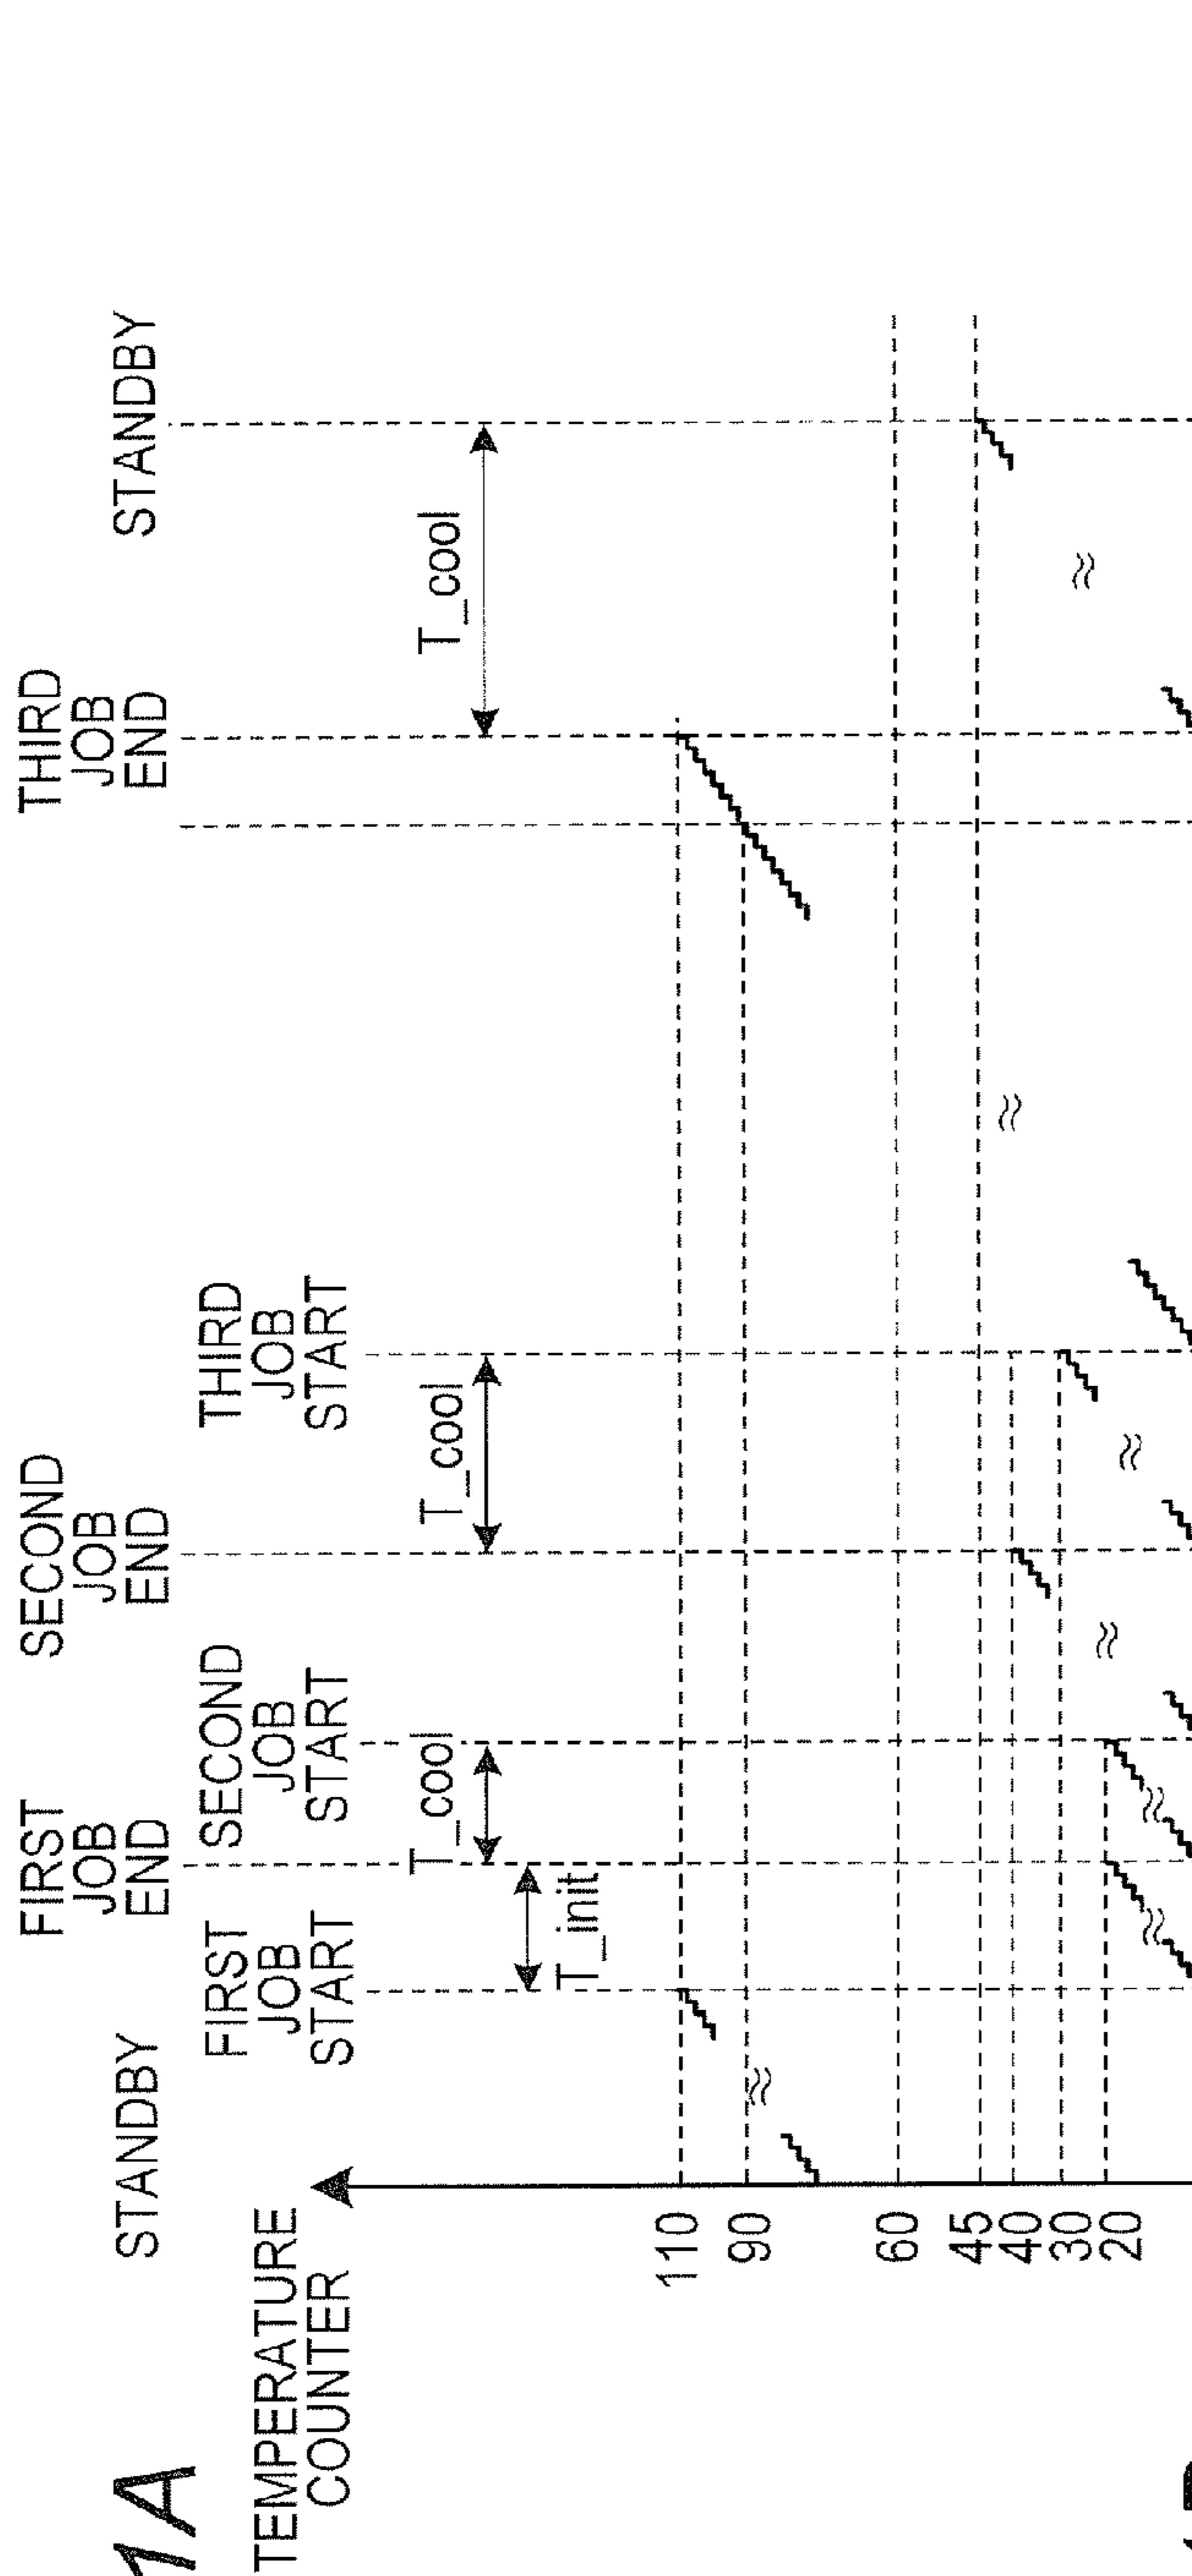 1A
TEMPERATURE
COUNTER
STANDBY
FIRST
JOB
START
FIRST
JOB
END
SECOND
JOB
START
SECOND
JOB
END
THIRD
JOB
START
THIRD
JOB
END
STANDBY
T_init
T_cool
T_cool
T_cool
110
90
60
45
40
30
20